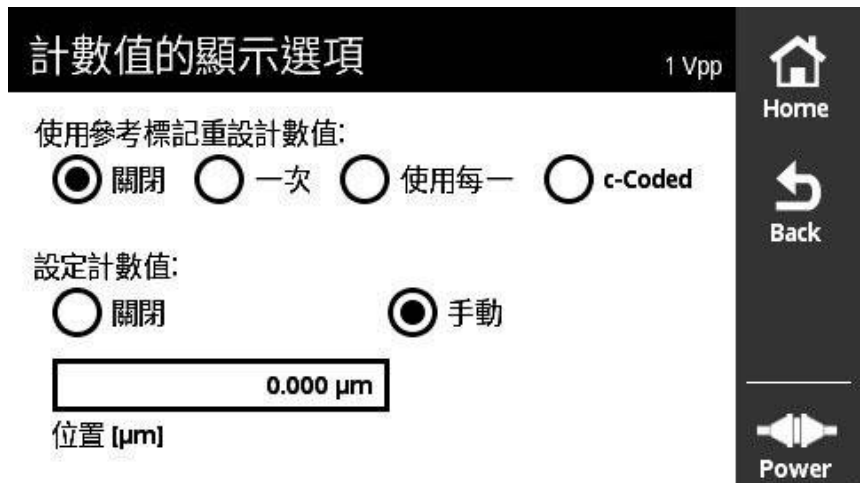 計數值的顯示選項
1 Vpp
Home
使用參考標記重設計數值:
關閉 一次 使用每一 c-Coded
Back
設定計數值:
關閉 手動
0.000 µm
位置 [µm]
Power